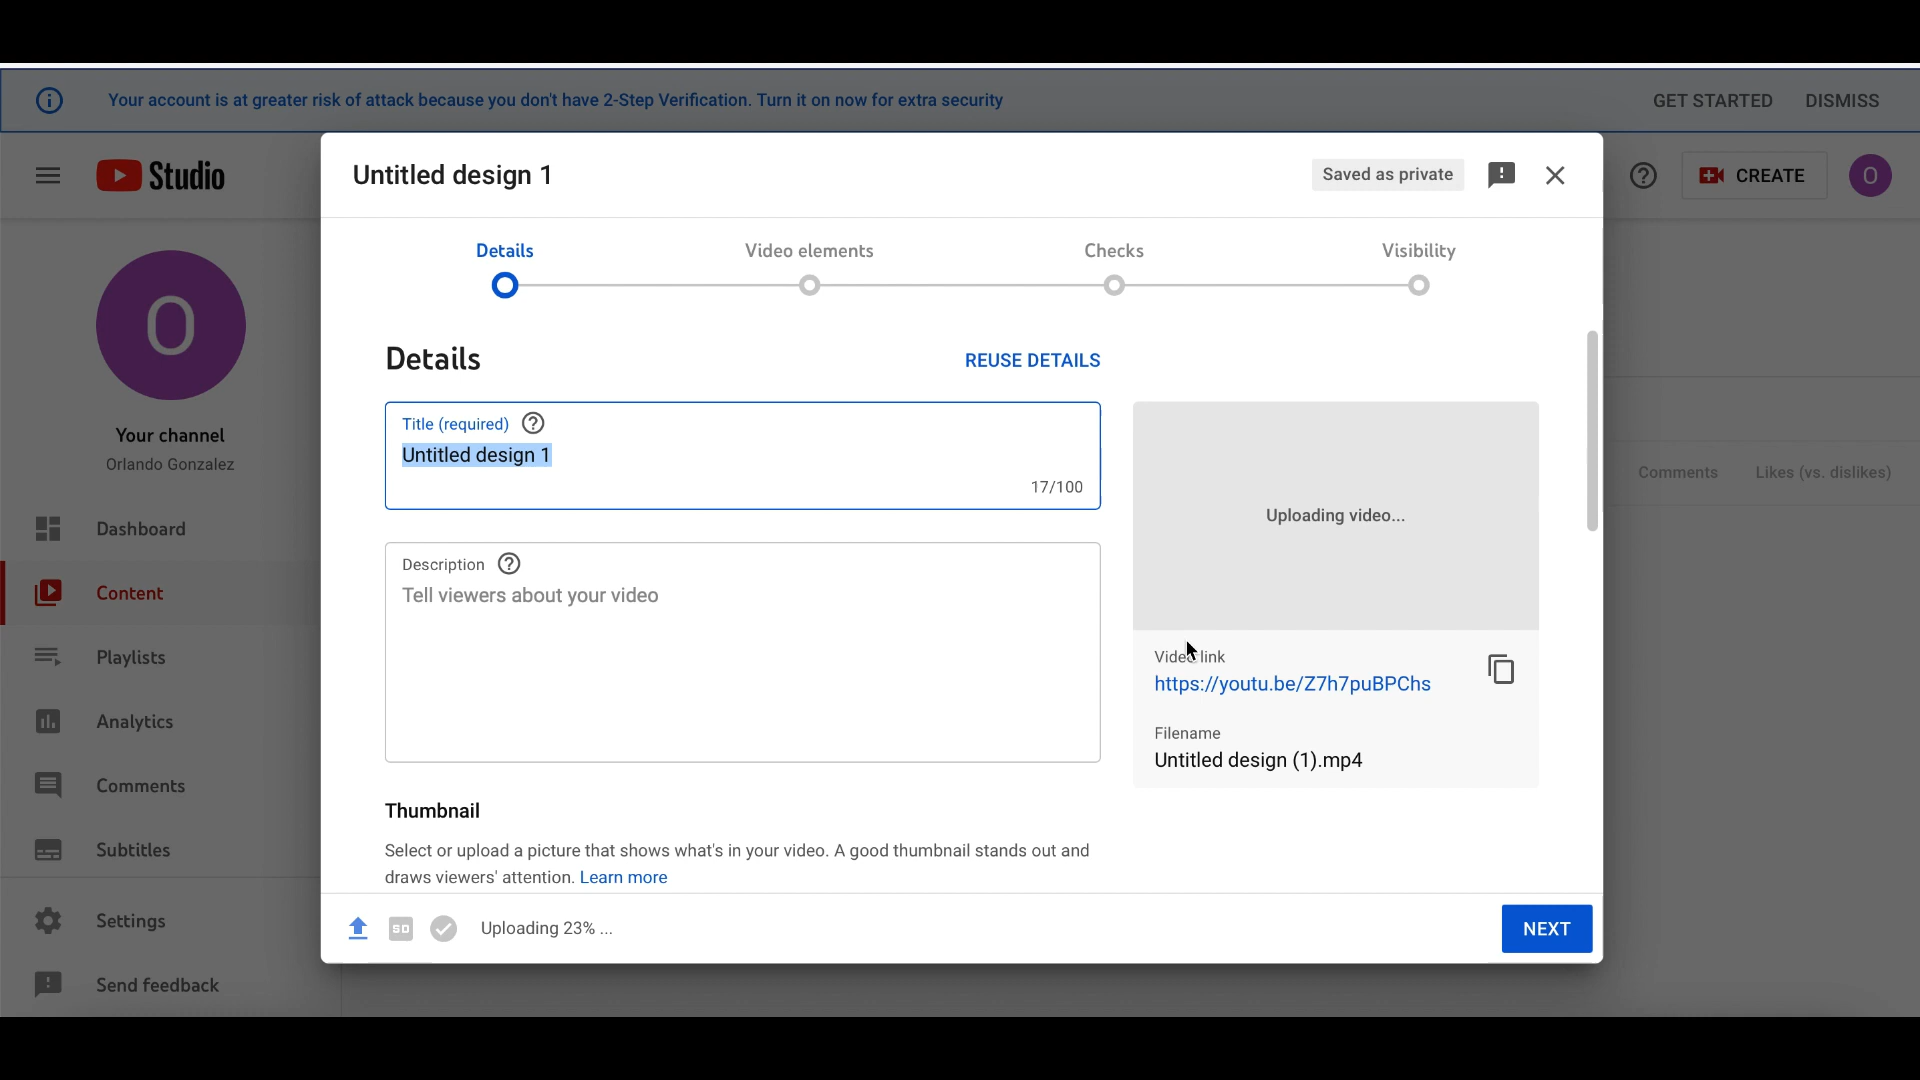 Your account is at greater risk of attack because you don't have 2-Step Verification. Turn it on now for extra security
GET STARTED
DISMISS
Studio
Untitled design 1
Saved as private
CREATE
O
Details
Video elements
Checks
Visibility
O
Your channel
Orlando Gonzalez
Dashboard
Content
Playlists
Analytics
Comments
Subtitles
Settings
Send feedback
Details
REUSE DETAILS
Title (required)
Untitled design 1
17/100
Description
Tell viewers about your video
Uploading video...
Video link
https://youtu.be/Z7h7puBPChs
Filename
Untitled design (1).mp4
Comments
Likes (vs. dislikes)
Thumbnail
Select or upload a picture that shows what's in your video. A good thumbnail stands out and
draws viewers' attention. Learn more
SD
Uploading 23% ...
NEXT